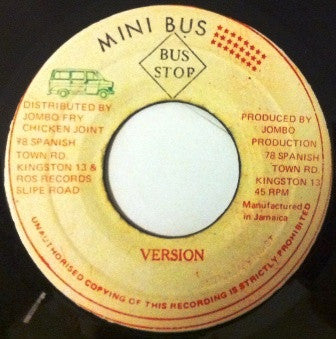 MINI BUS
BUS
STOP
DISTRIBUTED BY
JOMBO FRY
CHICKEN JOINT
78 SPANISH
TOWN RD.
KINGSTON 13 &
ROS RECORDS
SLIPE ROAD
PRODUCED BY
JOMBO
PRODUCTION
78 SPANISH
TOWN RD.
KINGSTON 13
45 RPM
Manufactured
in Jamaica
VERSION
UNAUTHORISED COPYING OF THIS RECORDING IS STRICTLY PROHIBITED